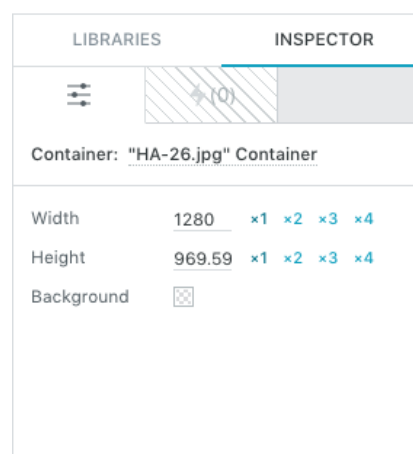 LIBRARIES INSPECTOR
(0)
Container: "HA-26.jpg" Container
Width 1280 ×1 ×2 ×3 ×4
Height 969.59 ×1 ×2 ×3 ×4
Background